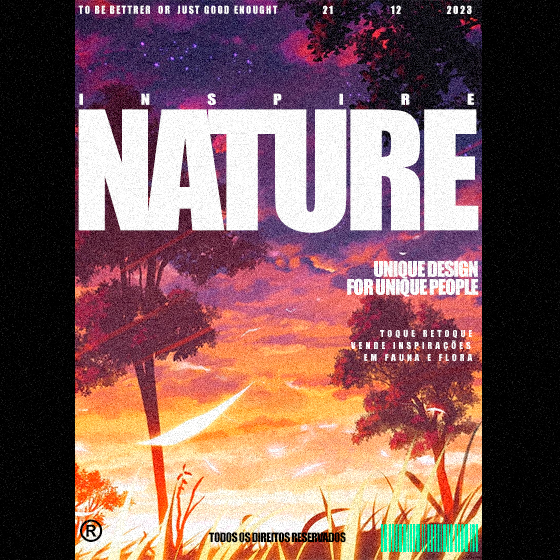 TO BE BETTRER OR JUST GOOD ENOUGHT 21 12 2023
INSPIRE
NATURE
UNIQUE DESIGN
FOR UNIQUE PEOPLE
TOQUE RETOQUE
VENDE INSPIRAÇÕES
EM FAUNA E FLORA
®
TODOS OS DIREITOS RESERVADOS